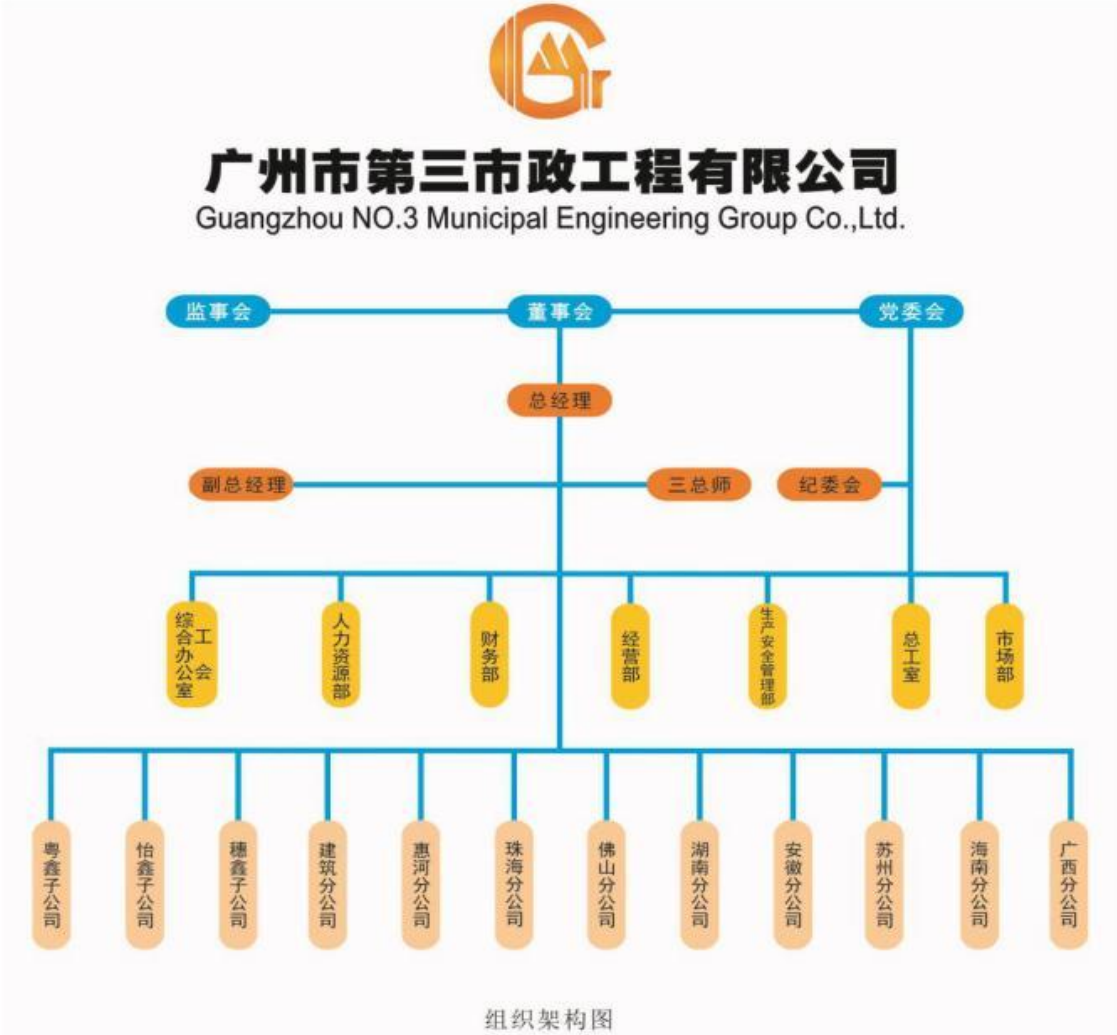 广州市第三市政工程有限公司
Guangzhou NO.3 Municipal Engineering Group Co.,Ltd.
监事会
董事会
党委会
总经理
副总经理
三总师
纪委会
综合办公室
工会
人力资源部
财务部
经营部
生产安全管理部
总工室
市场部
粤鑫子公司
怡鑫子公司
穗鑫子公司
建筑分公司
惠河分公司
珠海分公司
佛山分公司
湖南分公司
安徽分公司
苏州分公司
海南分公司
广西分公司
组织架构图